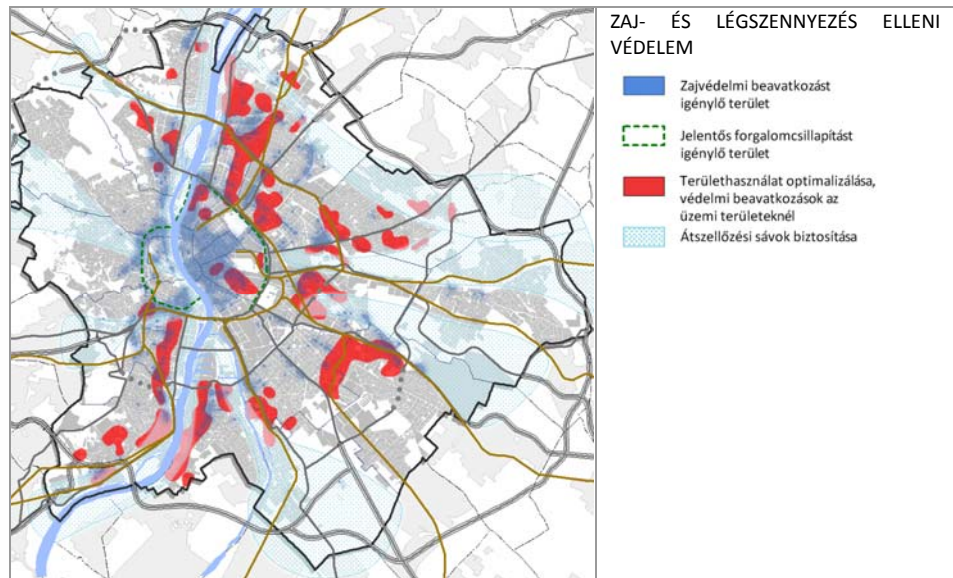 ZAJ- ÉS LÉGSZENNYEZÉS ELLENI
VÉDELEM
Zajvédelmi beavatkozást
igénylő terület
Jelentős forgalomcsillapítást
igénylő terület
Területhasználat optimalizálása,
védelmi beavatkozások az
üzemi területeknél
Átszellőzési sávok biztosítása